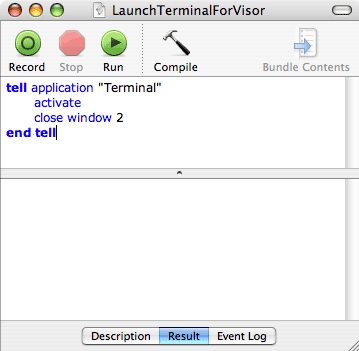 LaunchTerminalForVisor
Record Stop Run Compile Bundle Contents
tell application "Terminal"
activate
close window 2
end tell
Description Result Event Log